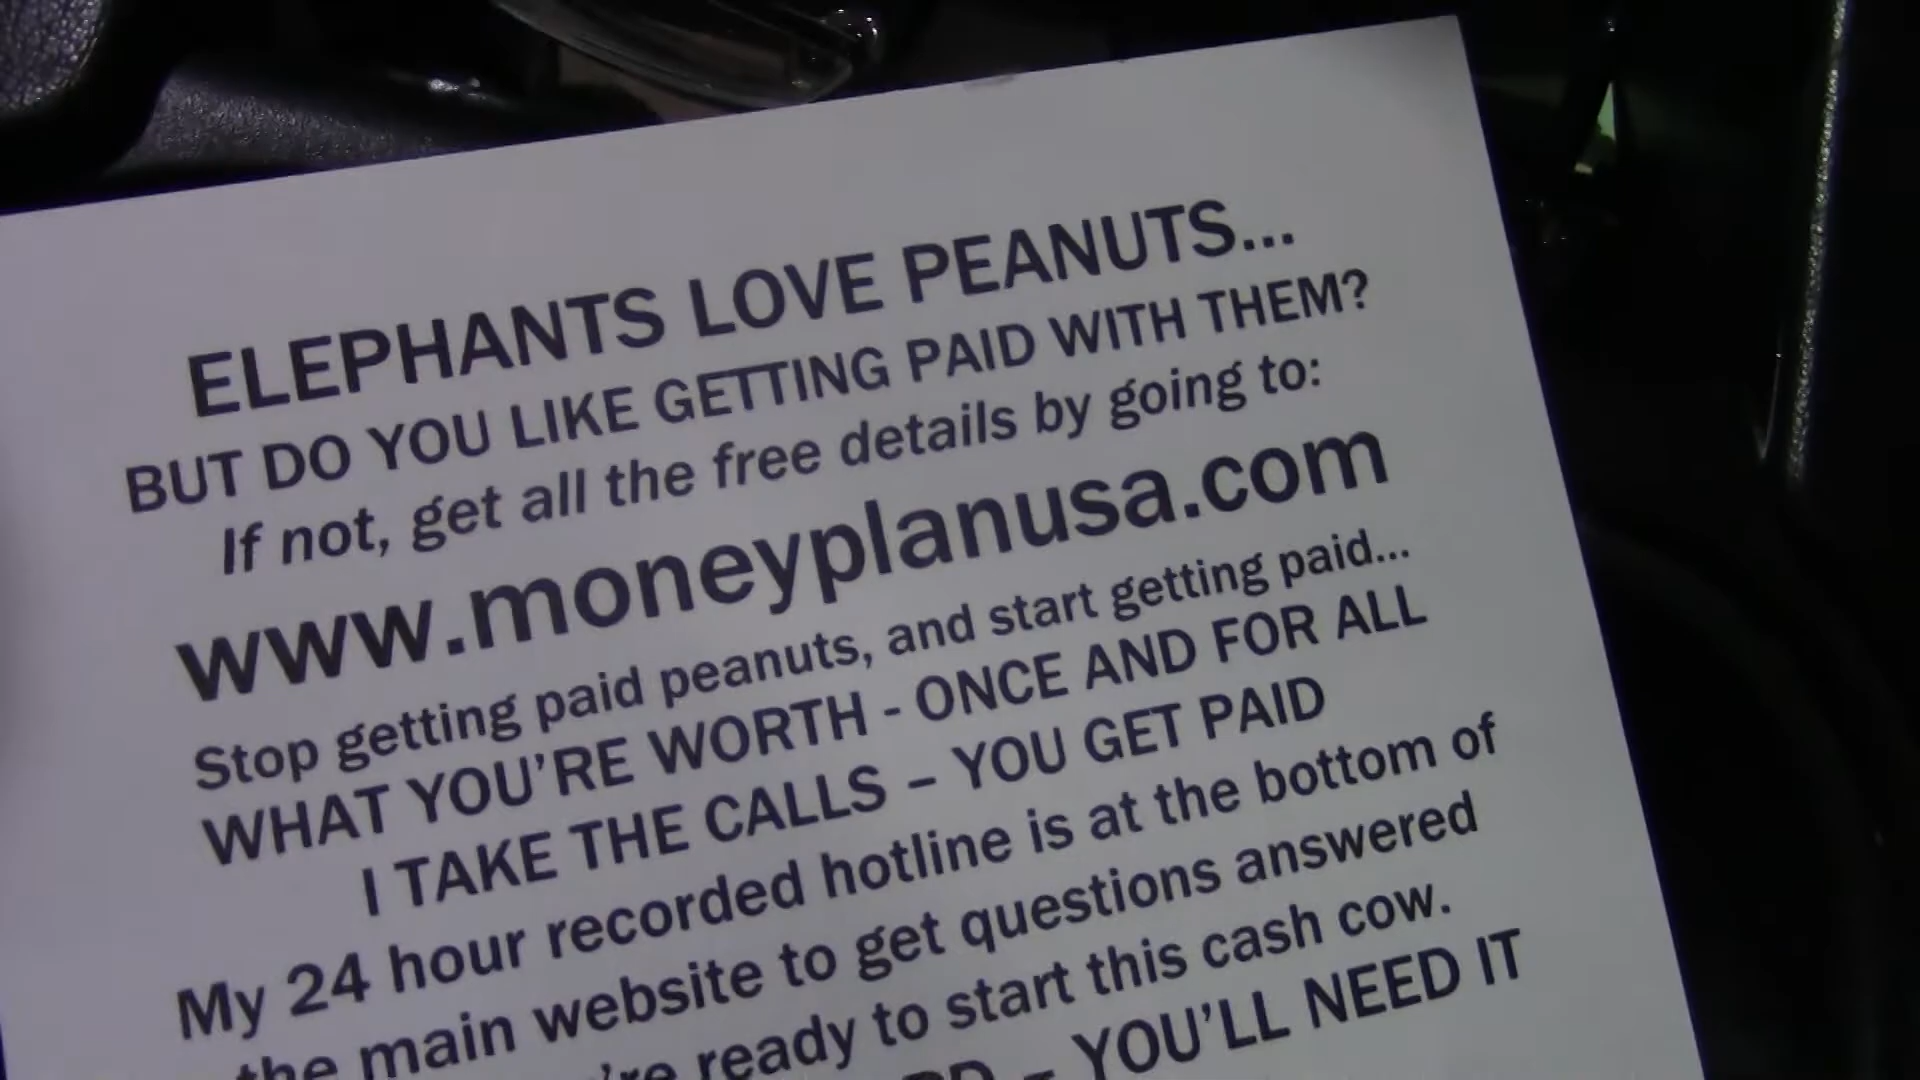 ELEPHANTS LOVE PEANUTS...
BUT DO YOU LIKE GETTING PAID WITH THEM?
If not, get all the free details by going to:
www.moneyplanusa.com
Stop getting paid peanuts, and start getting paid...
WHAT YOU'RE WORTH - ONCE AND FOR ALL
I TAKE THE CALLS – YOU GET PAID
My 24 hour recorded hotline is at the bottom of
the main website to get questions answered
ready to start this cash cow.
– YOU'LL NEED IT